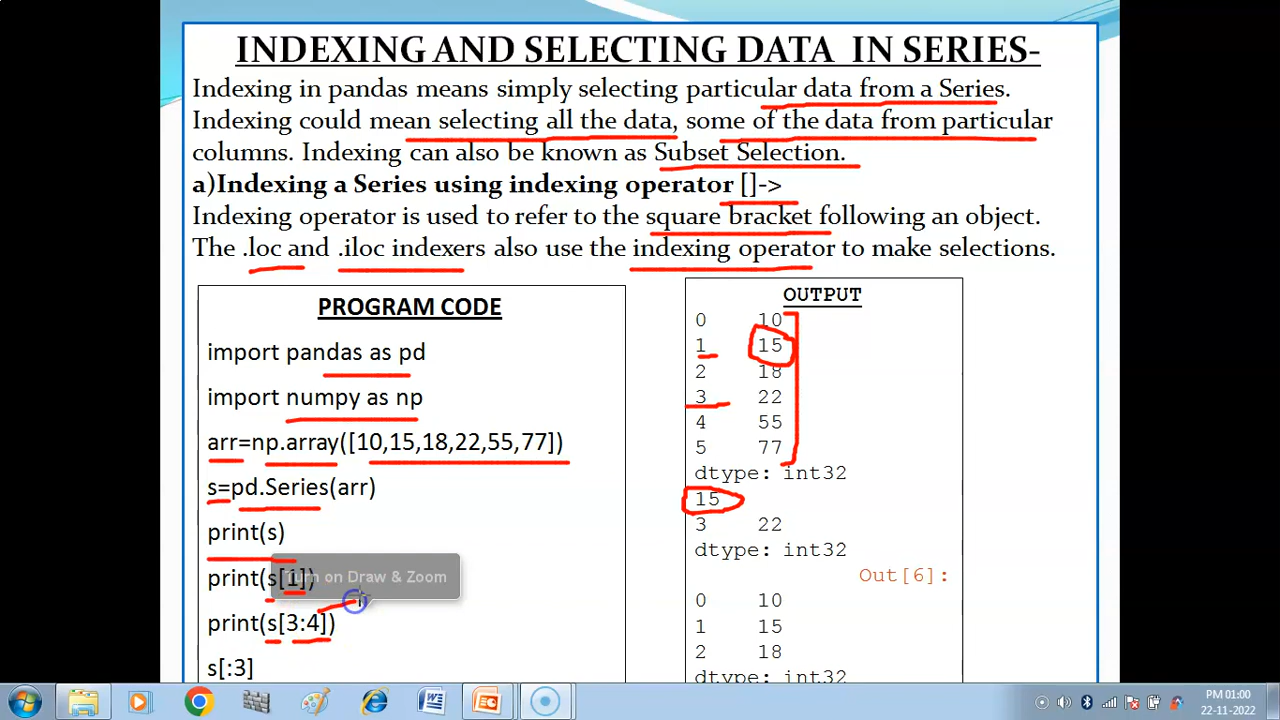 INDEXING AND SELECTING DATA IN SERIES-
Indexing in pandas means simply selecting particular data from a Series.
Indexing could mean selecting all the data, some of the data from particular
columns. Indexing can also be known as Subset Selection.
a)Indexing a Series using indexing operator []->
Indexing operator is used to refer to the square bracket following an object.
The .loc and .iloc indexers also use the indexing operator to make selections.
PROGRAM CODE
import pandas as pd
import numpy as np
arr=np.array([10,15,18,22,55,77])
s=pd.Series(arr)
print(s)
print(s[1])
Turn on Draw & Zoom
print(s[3:4])
s[:3]
OUTPUT
0 10
1 15
2 18
3 22
4 55
5 77
dtype: int32
15
3 22
dtype: int32
Out[6]:
0 10
1 15
2 18
dtype: int32
PM 01:00
22-11-2022